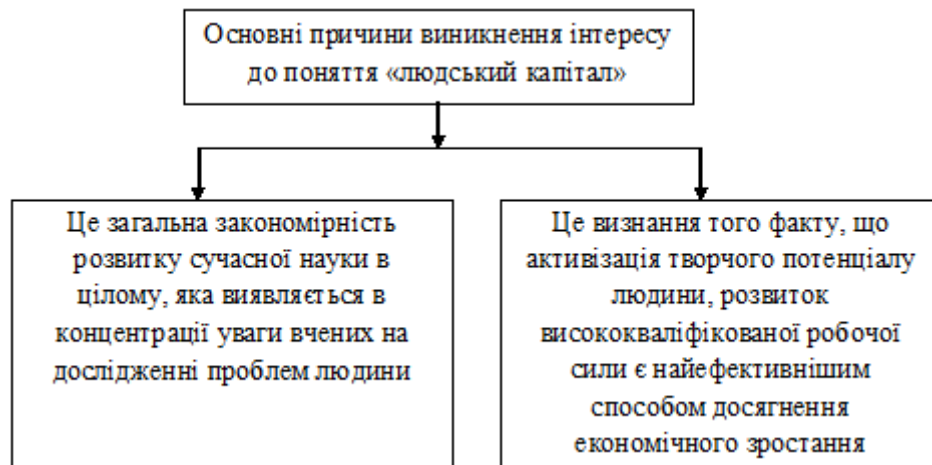 Основні причини виникнення інтересу
до поняття «людський капітал»
Це загальна закономірність
розвитку сучасної науки в
цілому, яка виявляється в
концентрації уваги вчених на
дослідженні проблем людини
Це визнання того факту, що
активізація творчого потенціалу
людини, розвиток
висококваліфікованої робочої
сили є найефективнішим
способом досягнення
економічного зростання